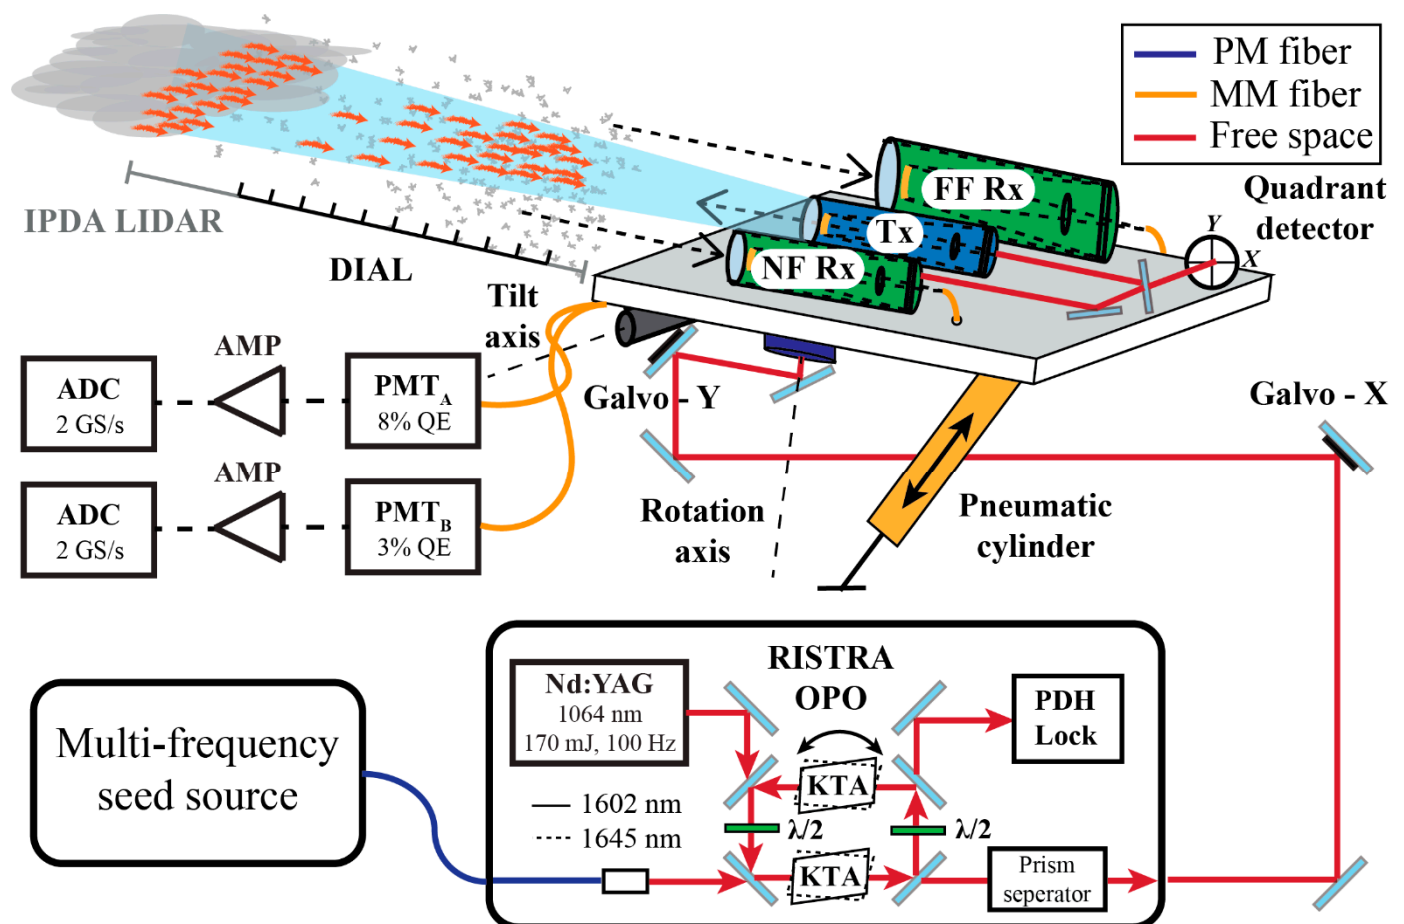 PM fiber
MM fiber
Free space
FF Rx
Tx
NF Rx
Quadrant
detector
Y
X
IPDA LIDAR
DIAL
Tilt
axis
AMP
ADC
2 GS/s
PMT_A
8% QE
Galvo - Y
Galvo - X
AMP
ADC
2 GS/s
PMT_B
3% QE
Rotation
axis
Pneumatic
cylinder
RISTRA
OPO
Nd:YAG
1064 nm
170 mJ, 100 Hz
PDH
Lock
KTA
Multi-frequency
seed source
1602 nm
1645 nm
λ/2
λ/2
KTA
Prism
seperator